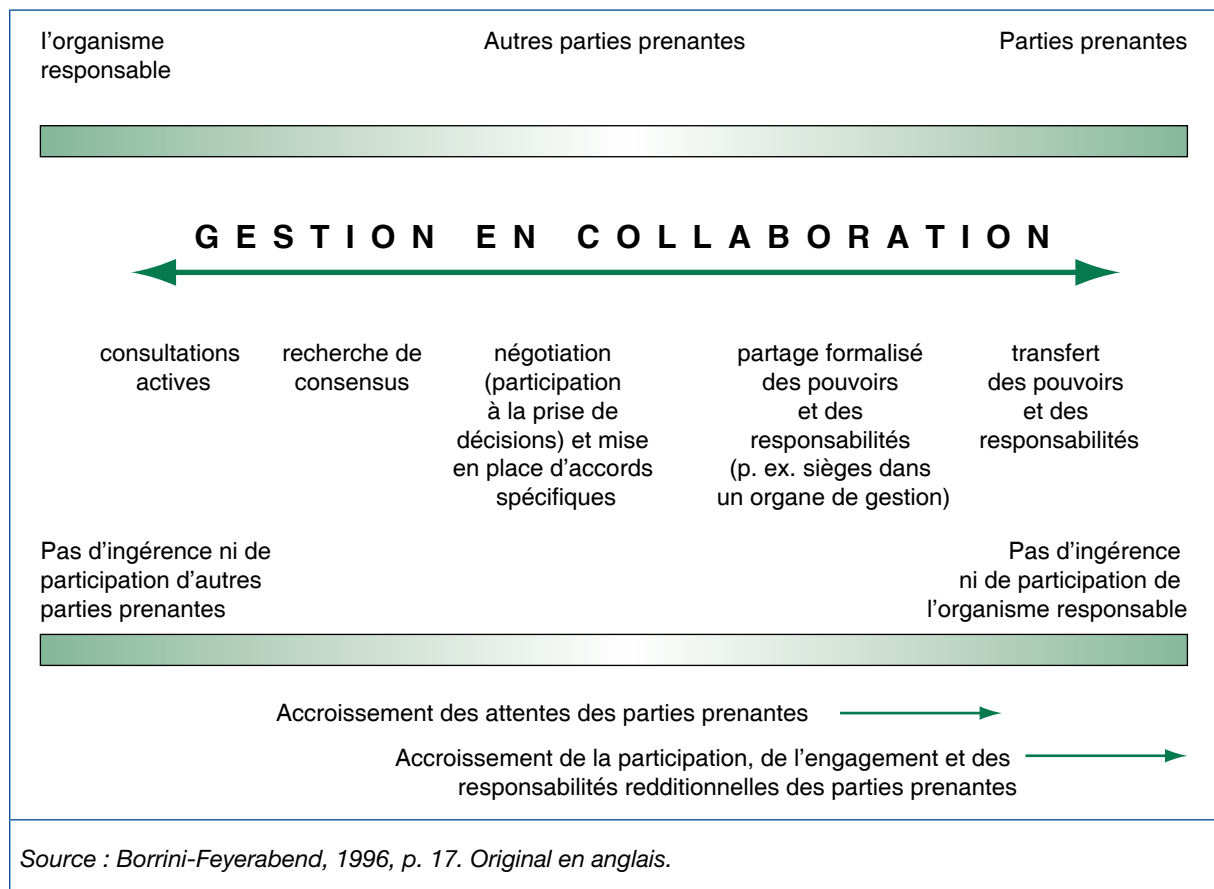 l'organisme
responsable
Autres parties prenantes
Parties prenantes
GESTION EN COLLABORATION
consultations
actives
recherche de
consensus
négotiation
(participation
à la prise de
décisions) et mise
en place d'accords
spécifiques
partage formalisé
des pouvoirs
et des
responsabilités
(p. ex. sièges dans
un organe de gestion)
transfert
des pouvoirs
et des
responsabilités
Pas d'ingérence ni de
participation d'autres
parties prenantes
Pas d'ingérence
ni de participation de
l'organisme responsable
Accroissement des attentes des parties prenantes
Accroissement de la participation, de l'engagement et des
responsabilités redditionnelles des parties prenantes
Source : Borrini-Feyerabend, 1996, p. 17. Original en anglais.